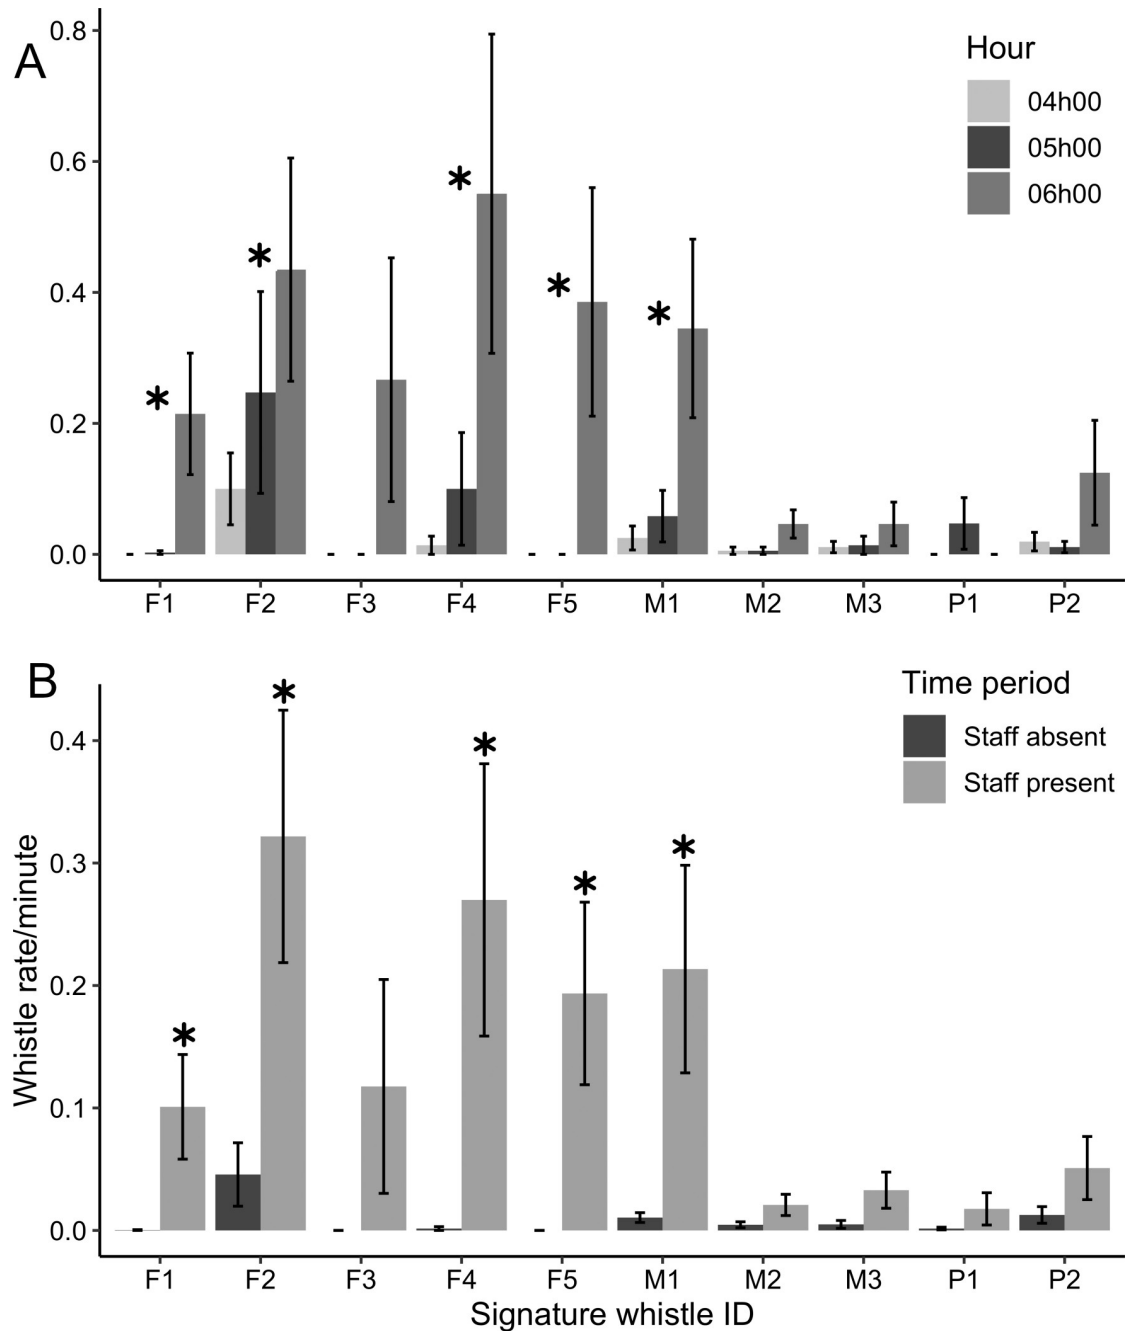 A
0.8
0.6
0.4
0.2
0.0
Hour
04h00
05h00
06h00
* * * * *
F1 F2 F3 F4 F5 M1 M2 M3 P1 P2
B
Time period
Staff absent
Staff present
Whistle rate/minute
0.4
0.3
0.2
0.1
0.0
* * * * *
F1 F2 F3 F4 F5 M1 M2 M3 P1 P2
Signature whistle ID